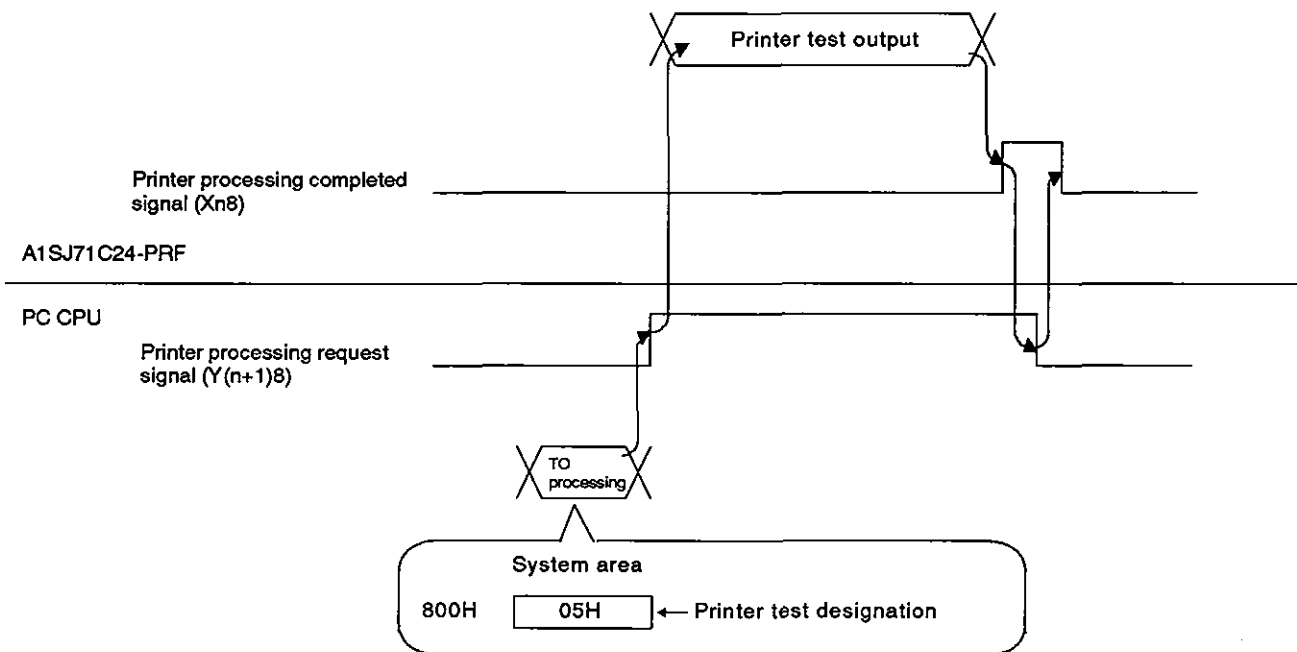 Printer test output
Printer processing completed
signal (Xn8)
A1SJ71C24-PRF
PC CPU
Printer processing request
signal (Y(n+1)8)
TO
processing
System area
800H 05H Printer test designation